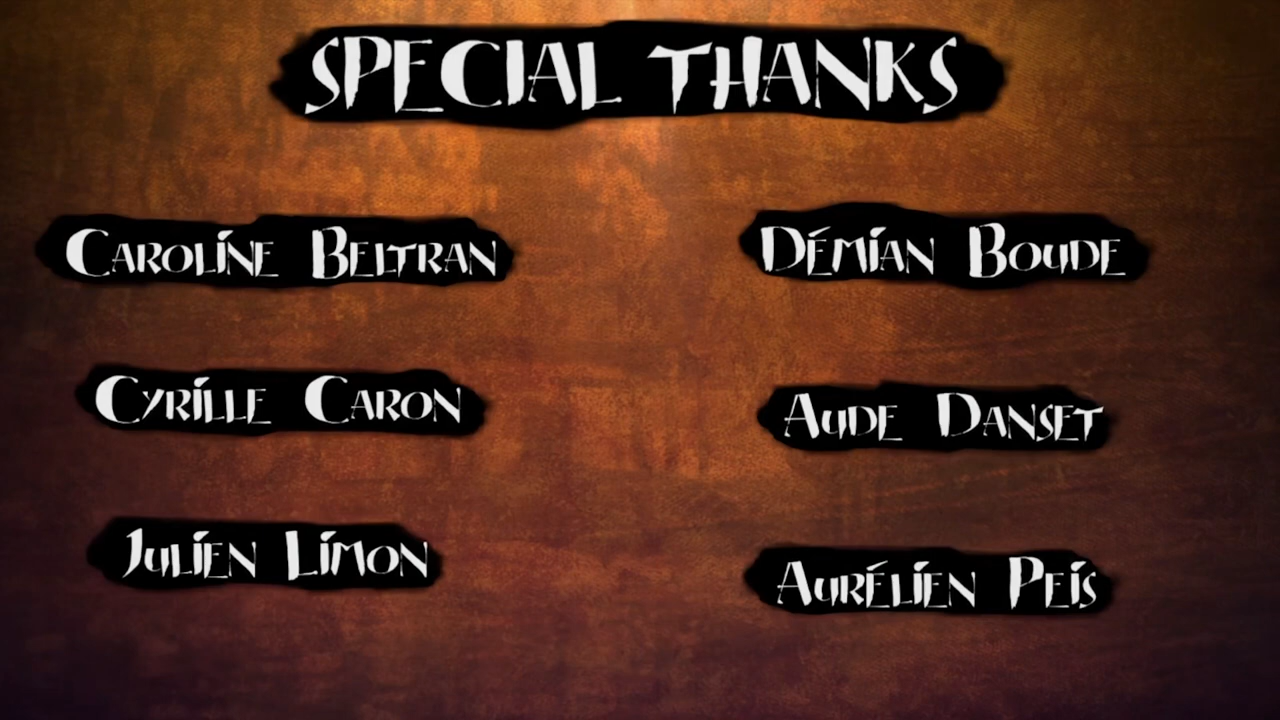 SPECIAL THANKS
Caroline Beltran
Démian Boude
Cyrille Caron
Aude Danset
Julien Limon
Aurélien Peis